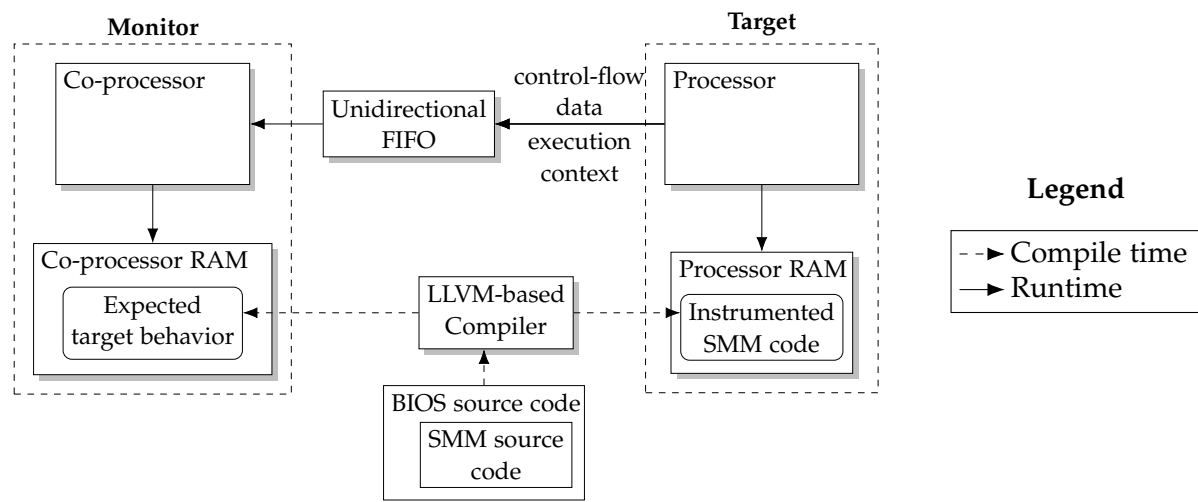 Monitor
Target
Co-processor
Unidirectional
FIFO
control-flow
data
execution
context
Processor
Co-processor RAM
Expected
target behavior
LLVM-based
Compiler
Processor RAM
Instrumented
SMM code
BIOS source code
SMM source
code
Legend
Compile time
Runtime